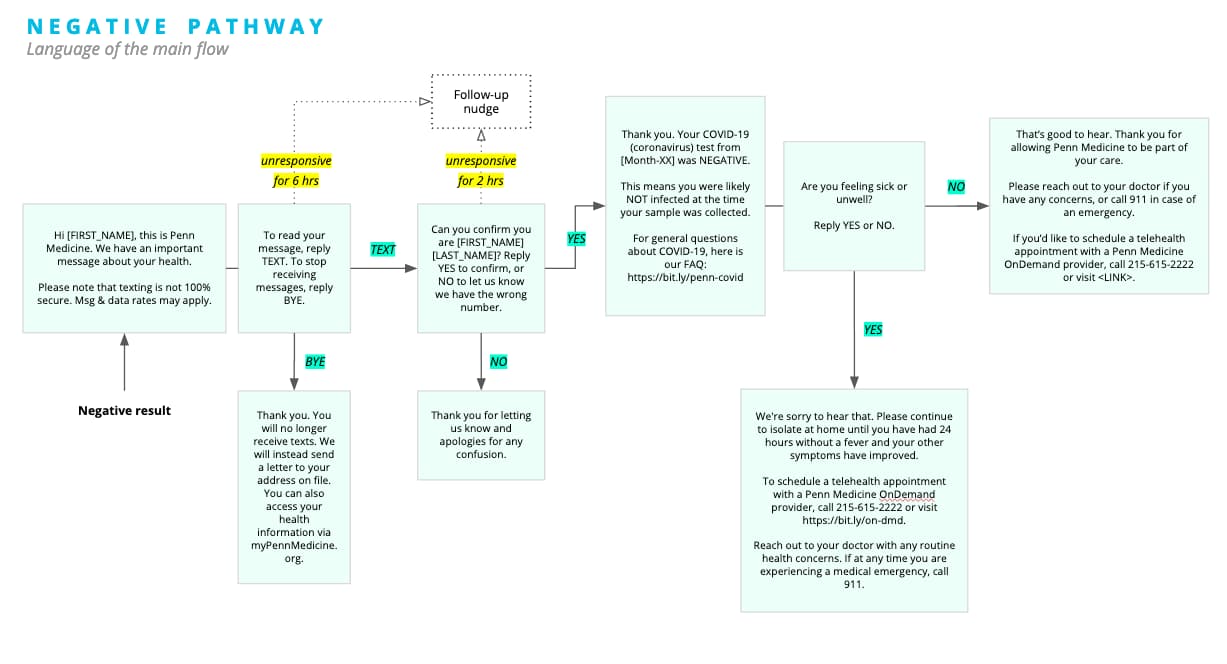 NEGATIVE PATHWAY
Language of the main flow
Follow-up
nudge
unresponsive
for 6 hrs
unresponsive
for 2 hrs
Hi [FIRST_NAME], this is Penn
Medicine. We have an important
message about your health.
Please note that texting is not 100%
secure. Msg & data rates may apply.
Negative result
To read your
message, reply
TEXT. To stop
receiving
messages, reply
BYE.
TEXT
BYE
Thank you. You
will no longer
receive texts. We
will instead send
a letter to your
address on file.
You can also
access your
health
information via
myPennMedicine.
org.
Can you confirm you
are [FIRST_NAME]
[LAST_NAME]? Reply
YES to confirm, or
NO to let us know
we have the wrong
number.
YES
NO
Thank you for letting
us know and
apologies for any
confusion.
Thank you. Your COVID-19
(coronavirus) test from
[Month-XX] was NEGATIVE.
This means you were likely
NOT infected at the time
your sample was collected.
For general questions
about COVID-19, here is
our FAQ:
https://bit.ly/penn-covid
Are you feeling sick or
unwell?
Reply YES or NO.
NO
YES
That's good to hear. Thank you for
allowing Penn Medicine to be part of
your care.
Please reach out to your doctor if you
have any concerns, or call 911 in case of
an emergency.
If you'd like to schedule a telehealth
appointment with a Penn Medicine
OnDemand provider, call 215-615-2222
or visit <LINK>.
We're sorry to hear that. Please continue
to isolate at home until you have had 24
hours without a fever and your other
symptoms have improved.
To schedule a telehealth appointment
with a Penn Medicine OnDemand
provider, call 215-615-2222 or visit
https://bit.ly/on-dmd.
Reach out to your doctor with any routine
health concerns. If at any time you are
experiencing a medical emergency, call
911.